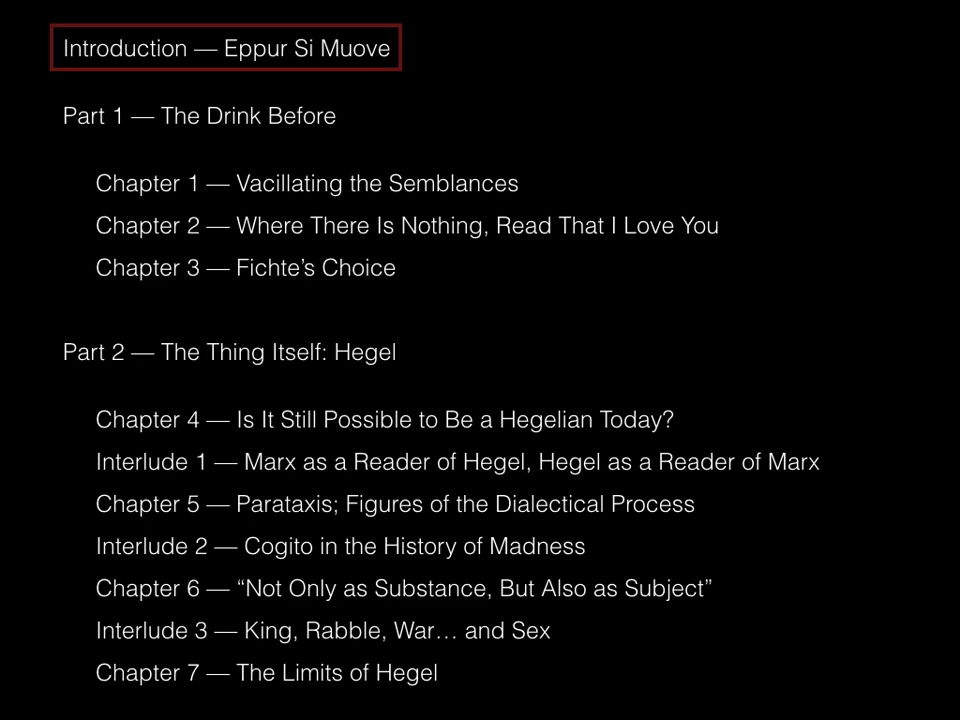 Introduction — Eppur Si Muove
Part 1 — The Drink Before
Chapter 1 — Vacillating the Semblances
Chapter 2 — Where There Is Nothing, Read That I Love You
Chapter 3 — Fichte’s Choice
Part 2 — The Thing Itself: Hegel
Chapter 4 — Is It Still Possible to Be a Hegelian Today?
Interlude 1 — Marx as a Reader of Hegel, Hegel as a Reader of Marx
Chapter 5 — Parataxis; Figures of the Dialectical Process
Interlude 2 — Cogito in the History of Madness
Chapter 6 — “Not Only as Substance, But Also as Subject”
Interlude 3 — King, Rabble, War… and Sex
Chapter 7 — The Limits of Hegel